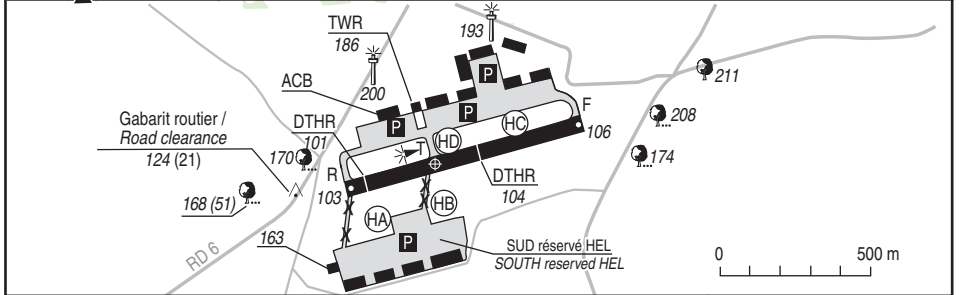 TWR
186
193
200
ACB
211
Gabarit routier /
Road clearance
124 (21)
DTHR
101
P
P
P
F
208
HC
HD
106
170
T
174
R
103
DTHR
104
168 (51)
HA
HB
163
P
RD 6
SUD réservé HEL
SOUTH reserved HEL
0 500 m